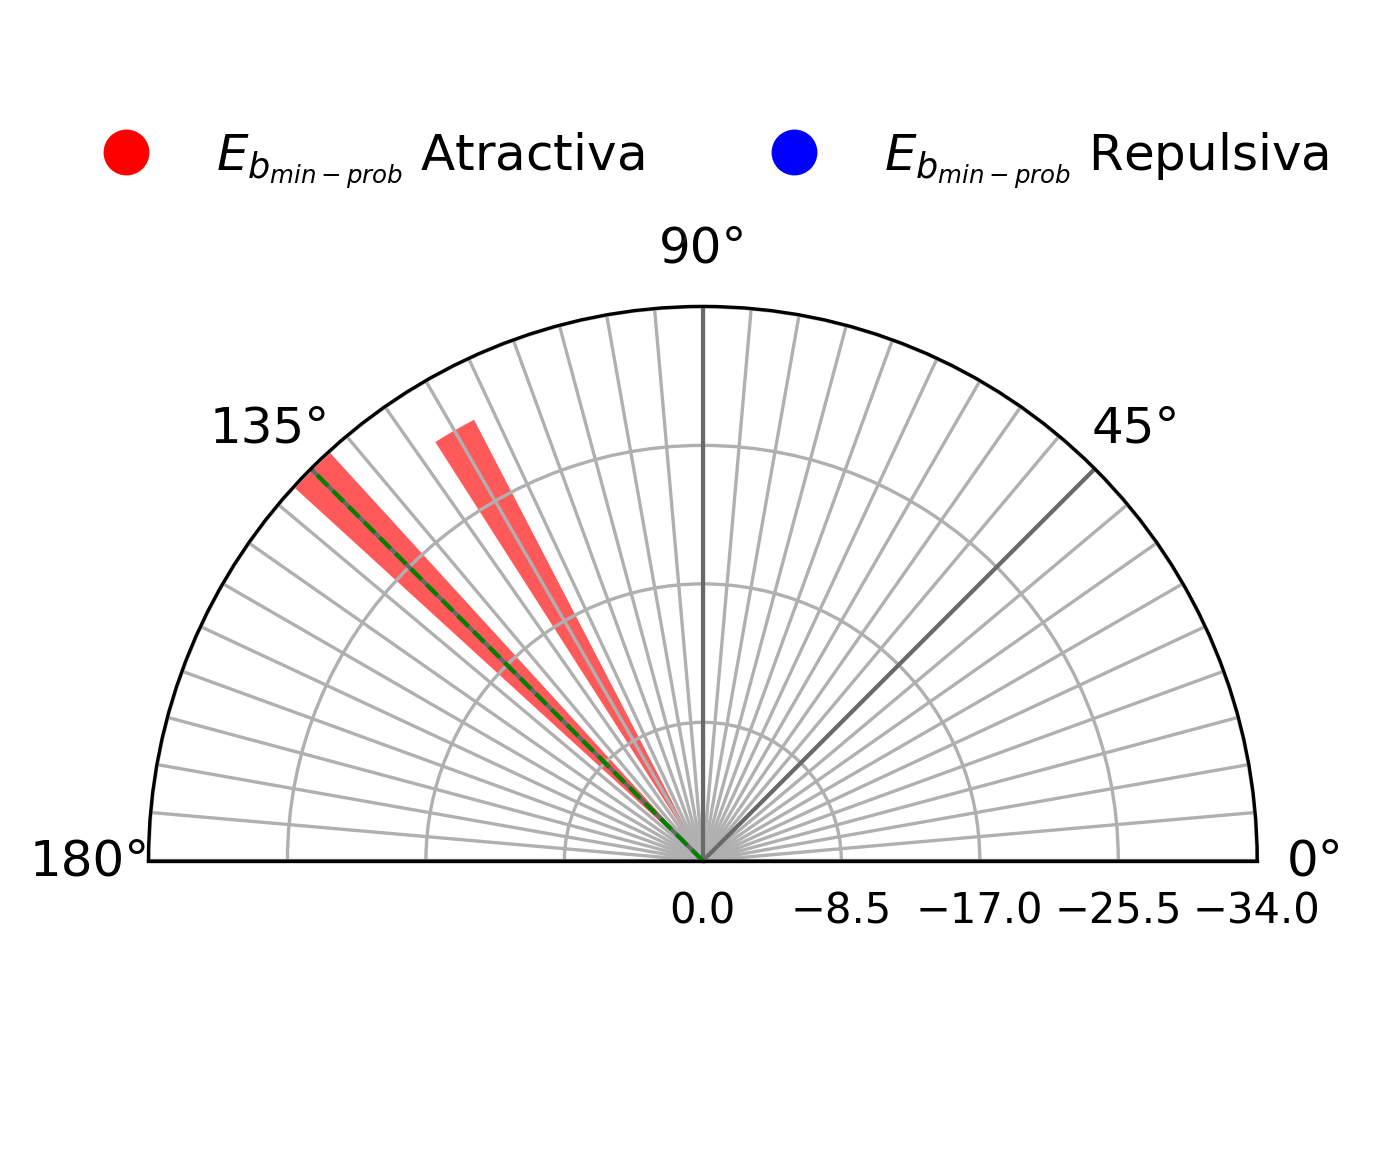 E_{b_{min-prob}} Atractiva E_{b_{min-prob}} Repulsiva
90°
135° 45°
180° 0°
0.0 −8.5 −17.0 −25.5 −34.0